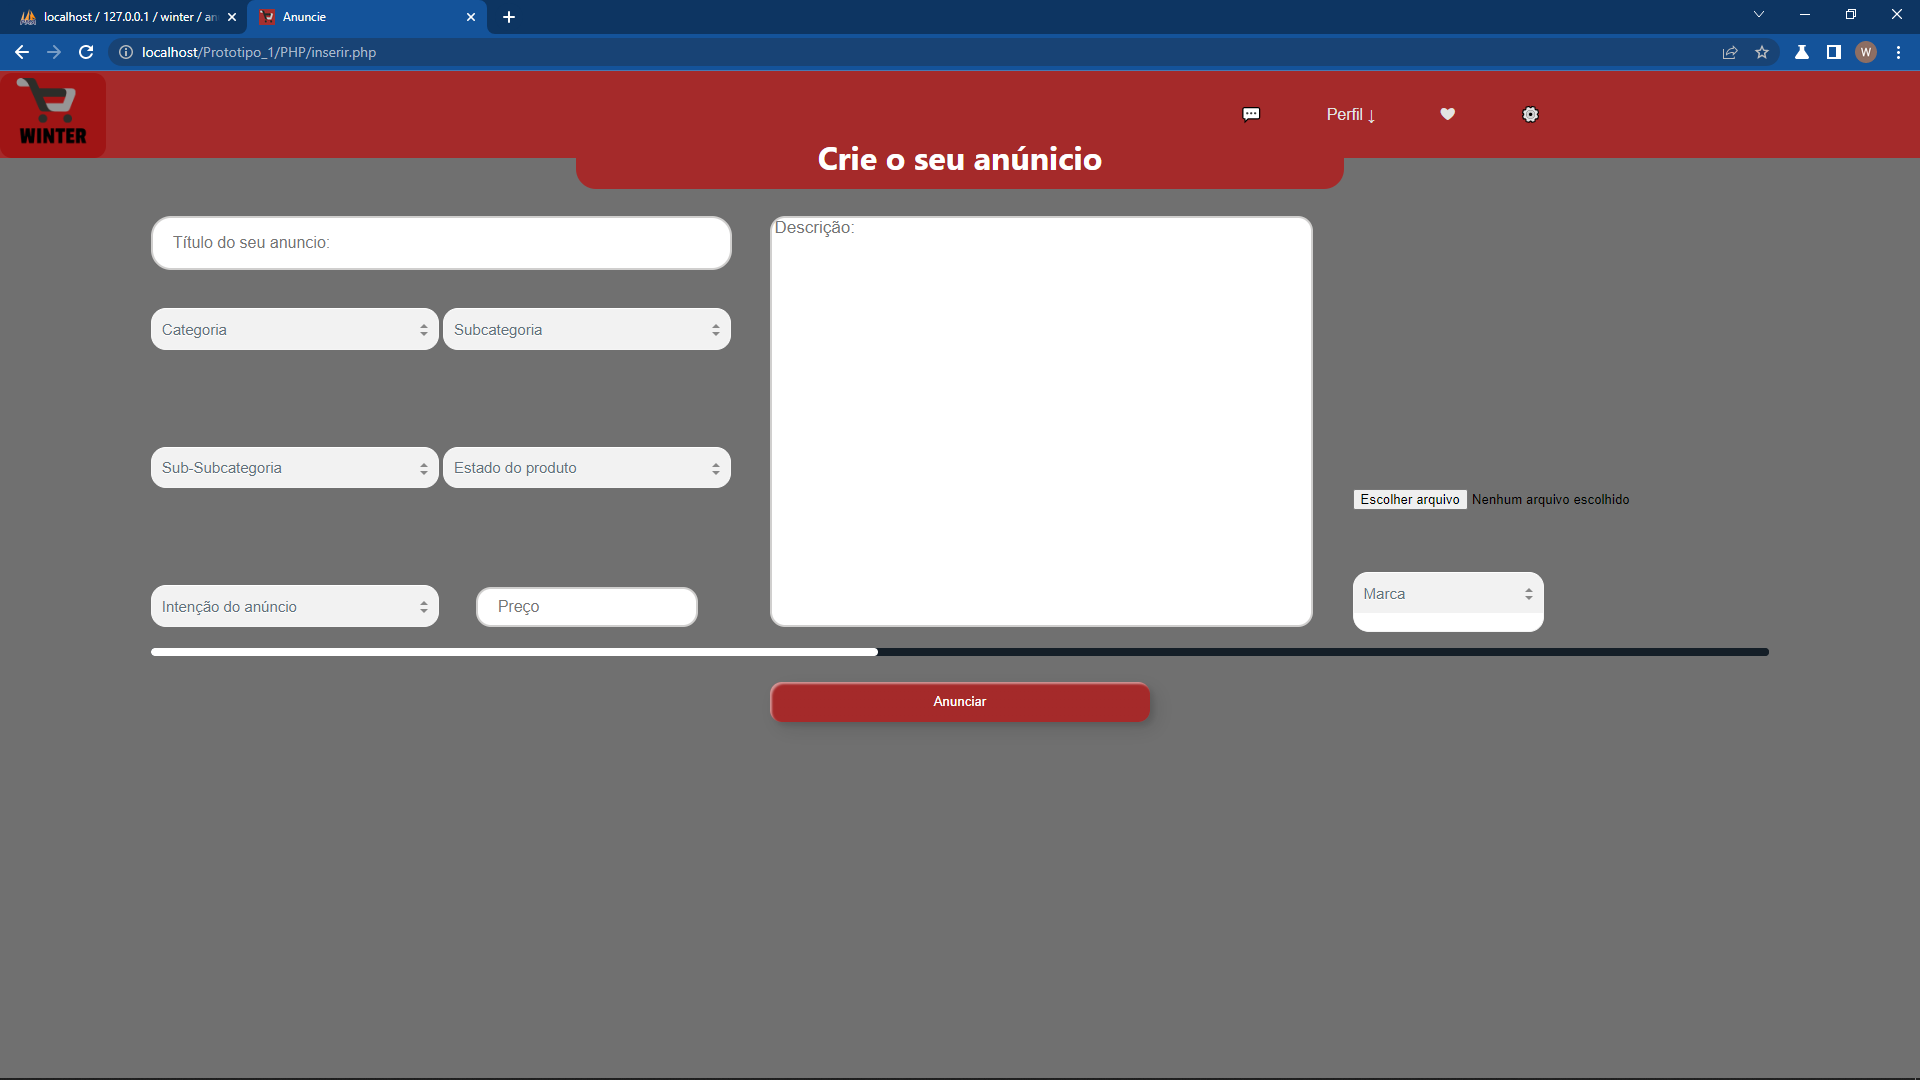 localhost / 127.0.0.1 / winter / an
Anuncie
localhost/Prototipo_1/PHP/inserir.php
W
WINTER
Perfil ↓
Crie o seu anúnicio
Título do seu anuncio:
Descrição:
Categoria
Subcategoria
Sub-Subcategoria
Estado do produto
Escolher arquivo Nenhum arquivo escolhido
Intenção do anúncio
Preço
Marca
Anunciar